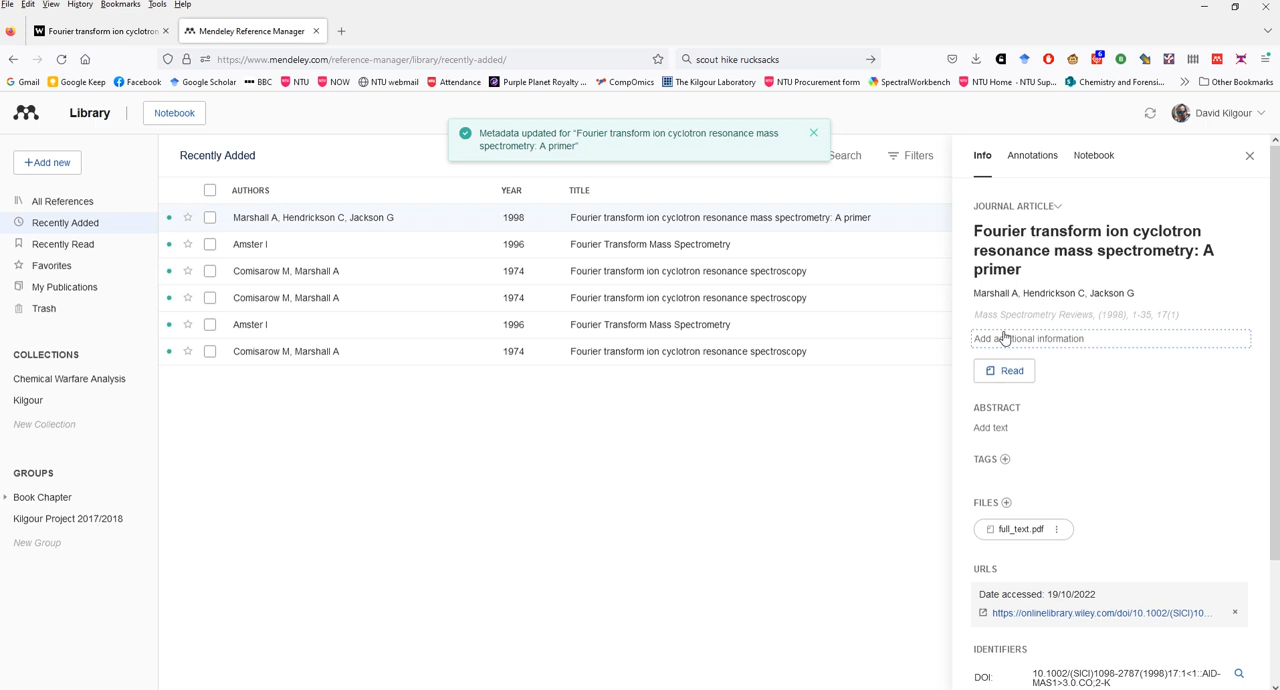 File Edit View History Bookmarks Tools Help
Fourier transform ion cyclotron
Mendeley Reference Manager
https://www.mendeley.com/reference-manager/library/recently-added/
scout hike rucksacks
6
Gmail Google Keep Facebook Google Scholar BBC NTU NOW NTU webmail Attendance Purple Planet Royalty ... CompOmics The Kilgour Laboratory NTU Procurement form SpectralWorkbench NTU Home - NTU Sup... Chemistry and Forensi... Other Bookmarks
Library
Notebook
David Kilgour
Metadata updated for "Fourier transform ion cyclotron resonance mass
spectrometry: A primer"
+Add new
Recently Added
Search
Filters
All References
Recently Added
Recently Read
Favorites
My Publications
Trash
COLLECTIONS
Chemical Warfare Analysis
Kilgour
New Collection
GROUPS
Book Chapter
Kilgour Project 2017/2018
New Group
AUTHORS YEAR TITLE
Marshall A, Hendrickson C, Jackson G 1998 Fourier transform ion cyclotron resonance mass spectrometry: A primer
Amster I 1996 Fourier Transform Mass Spectrometry
Comisarow M, Marshall A 1974 Fourier transform ion cyclotron resonance spectroscopy
Comisarow M, Marshall A 1974 Fourier transform ion cyclotron resonance spectroscopy
Amster I 1996 Fourier Transform Mass Spectrometry
Comisarow M, Marshall A 1974 Fourier transform ion cyclotron resonance spectroscopy
Info Annotations Notebook
JOURNAL ARTICLE
Fourier transform ion cyclotron
resonance mass spectrometry: A
primer
Marshall A, Hendrickson C, Jackson G
Mass Spectrometry Reviews, (1998), 1-35, 17(1)
Add additional information
Read
ABSTRACT
Add text
TAGS
FILES
full_text.pdf
URLS
Date accessed: 19/10/2022
https://onlinelibrary.wiley.com/doi/10.1002/(SICI)10...
IDENTIFIERS
DOI: 10.1002/(SICI)1098-2787(1998)17:1<1::AID-
MAS1>3.0.CO;2-K